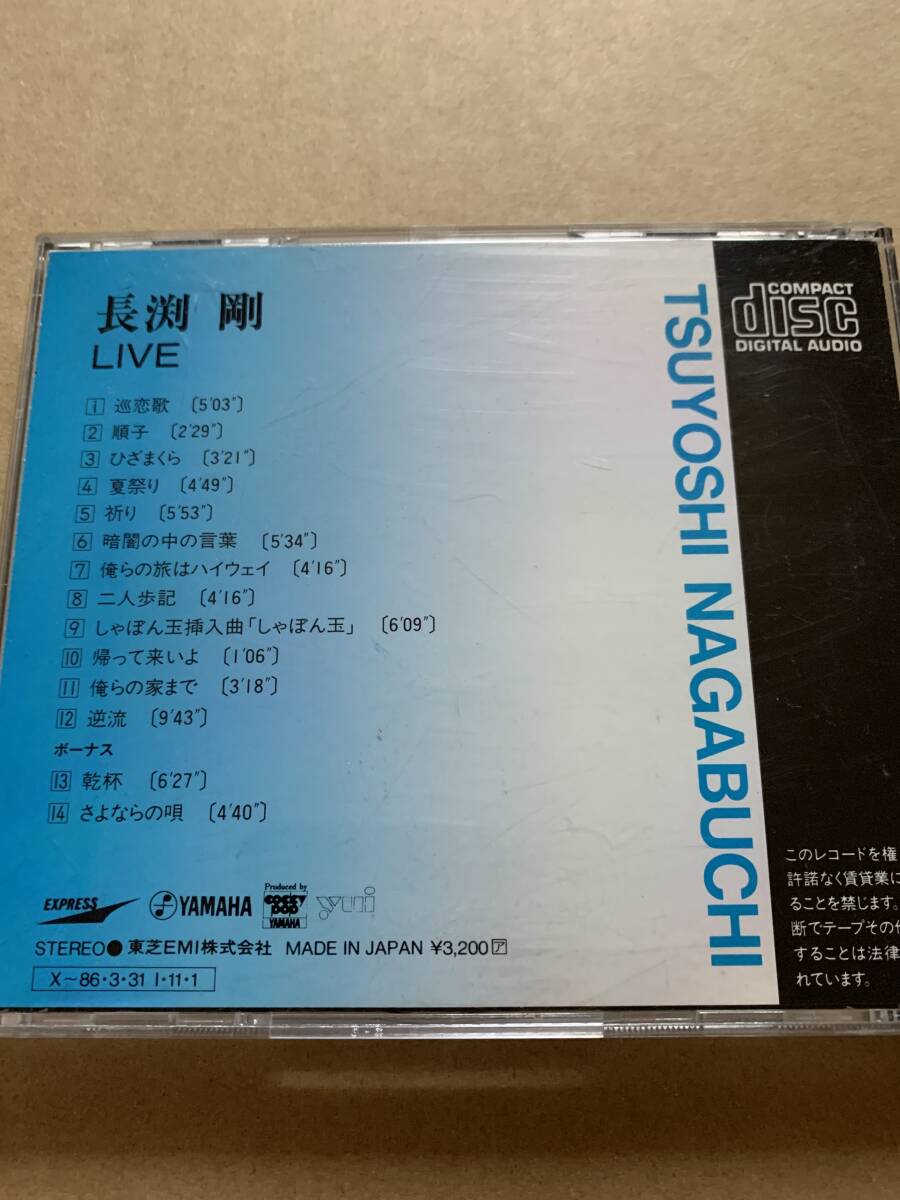 長渕 剛
LIVE
1 巡恋歌 〔5'03"〕
2 順子 〔2'29"〕
3 ひざまくら 〔3'21"〕
4 夏祭り 〔4'49"〕
5 祈り 〔5'53"〕
6 暗闇の中の言葉 〔5'34"〕
7 俺らの旅はハイウェイ 〔4'16"〕
8 二人歩記 〔4'16"〕
9 しゃぼん玉挿入曲「しゃぼん玉」 〔6'09"〕
10 帰って来いよ 〔1'06"〕
11 俺らの家まで 〔3'18"〕
12 逆流 〔9'43"〕
ボーナス
13 乾杯 〔6'27"〕
14 さよならの唄 〔4'40"〕
EXPRESS YAMAHA Produced by COCKY POP YAMAHA yui
STEREO● 東芝EMI株式会社 MADE IN JAPAN ¥3,200 ア
X～86・3・31 I・11・1
TSUYOSHI NAGABUCHI
COMPACT
disc
DIGITAL AUDIO
このレコードを権
許諾なく賃貸業に
ることを禁じます。
断でテープその他
することは法律
れています。